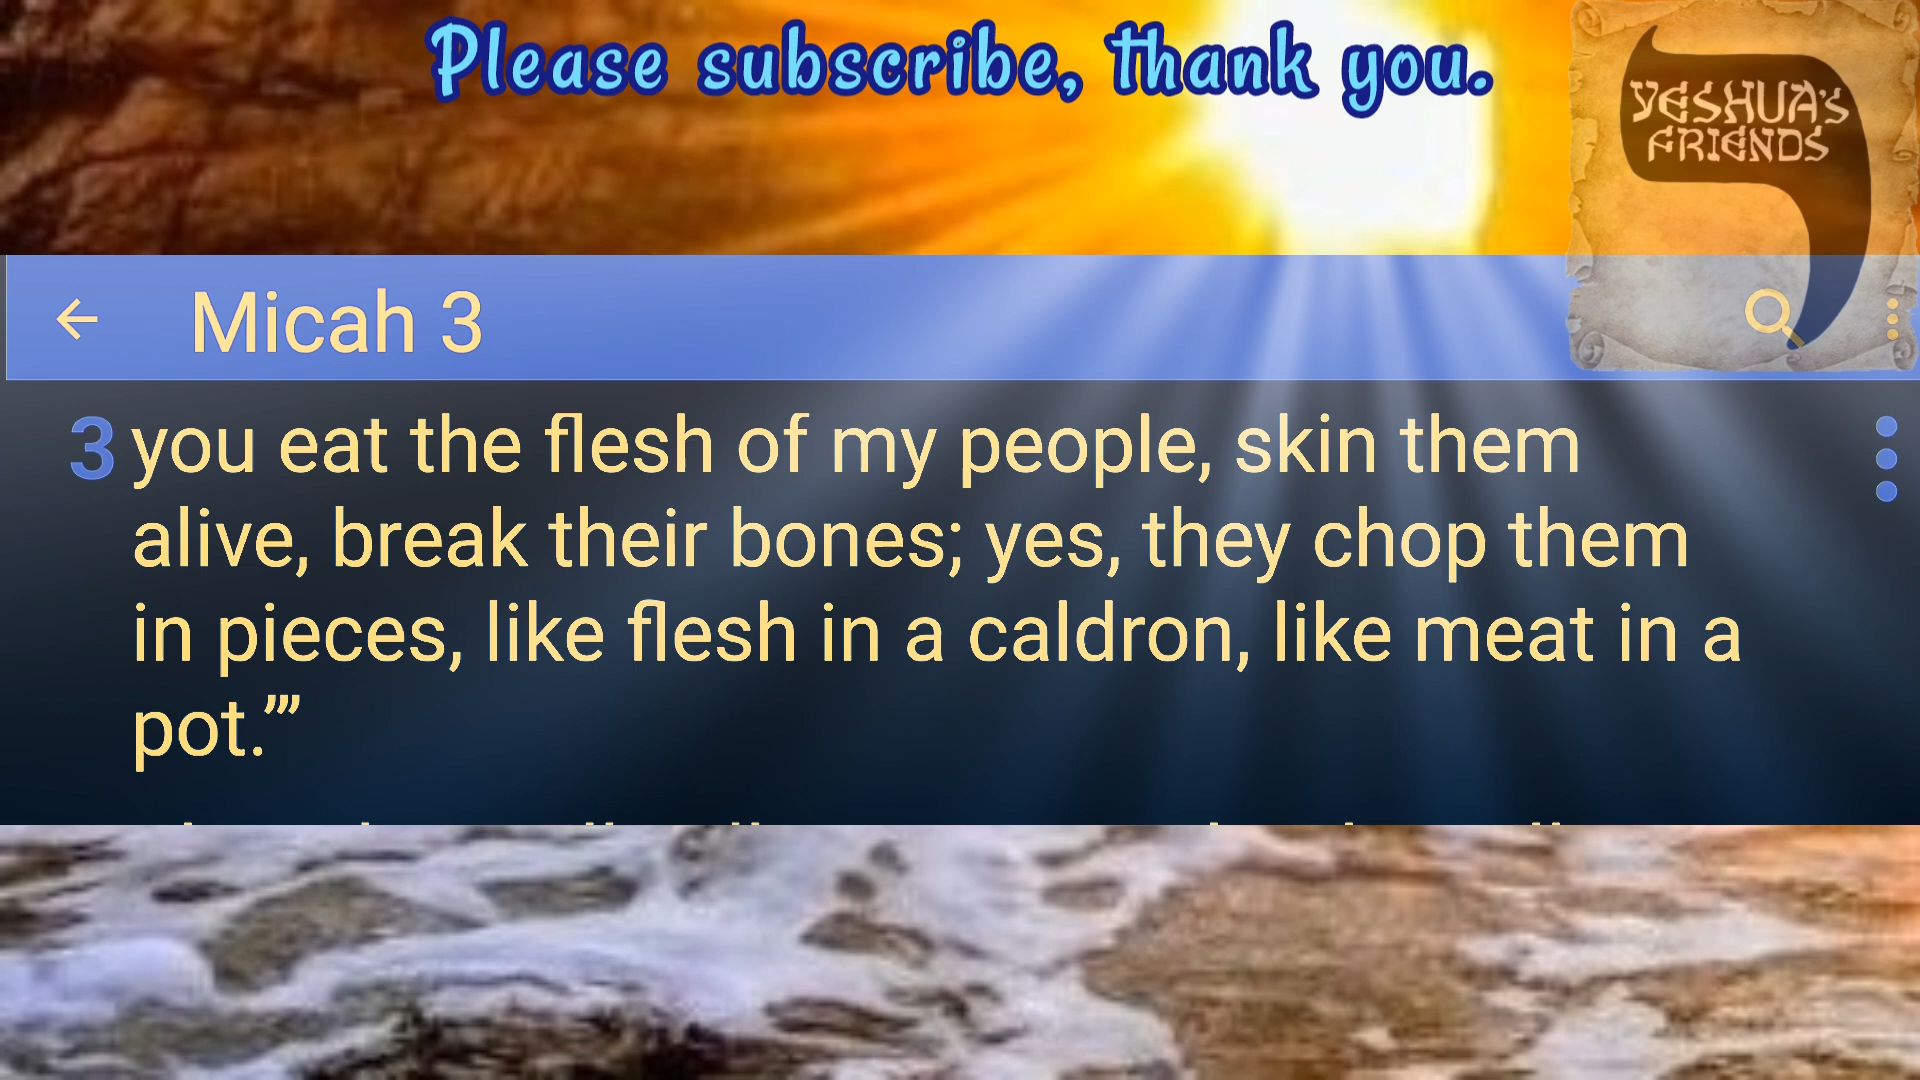 Please subscribe, thank you.
YESHUA'S
FRIENDS
Micah 3
3 you eat the flesh of my people, skin them
alive, break their bones; yes, they chop them
in pieces, like flesh in a caldron, like meat in a
pot.’”